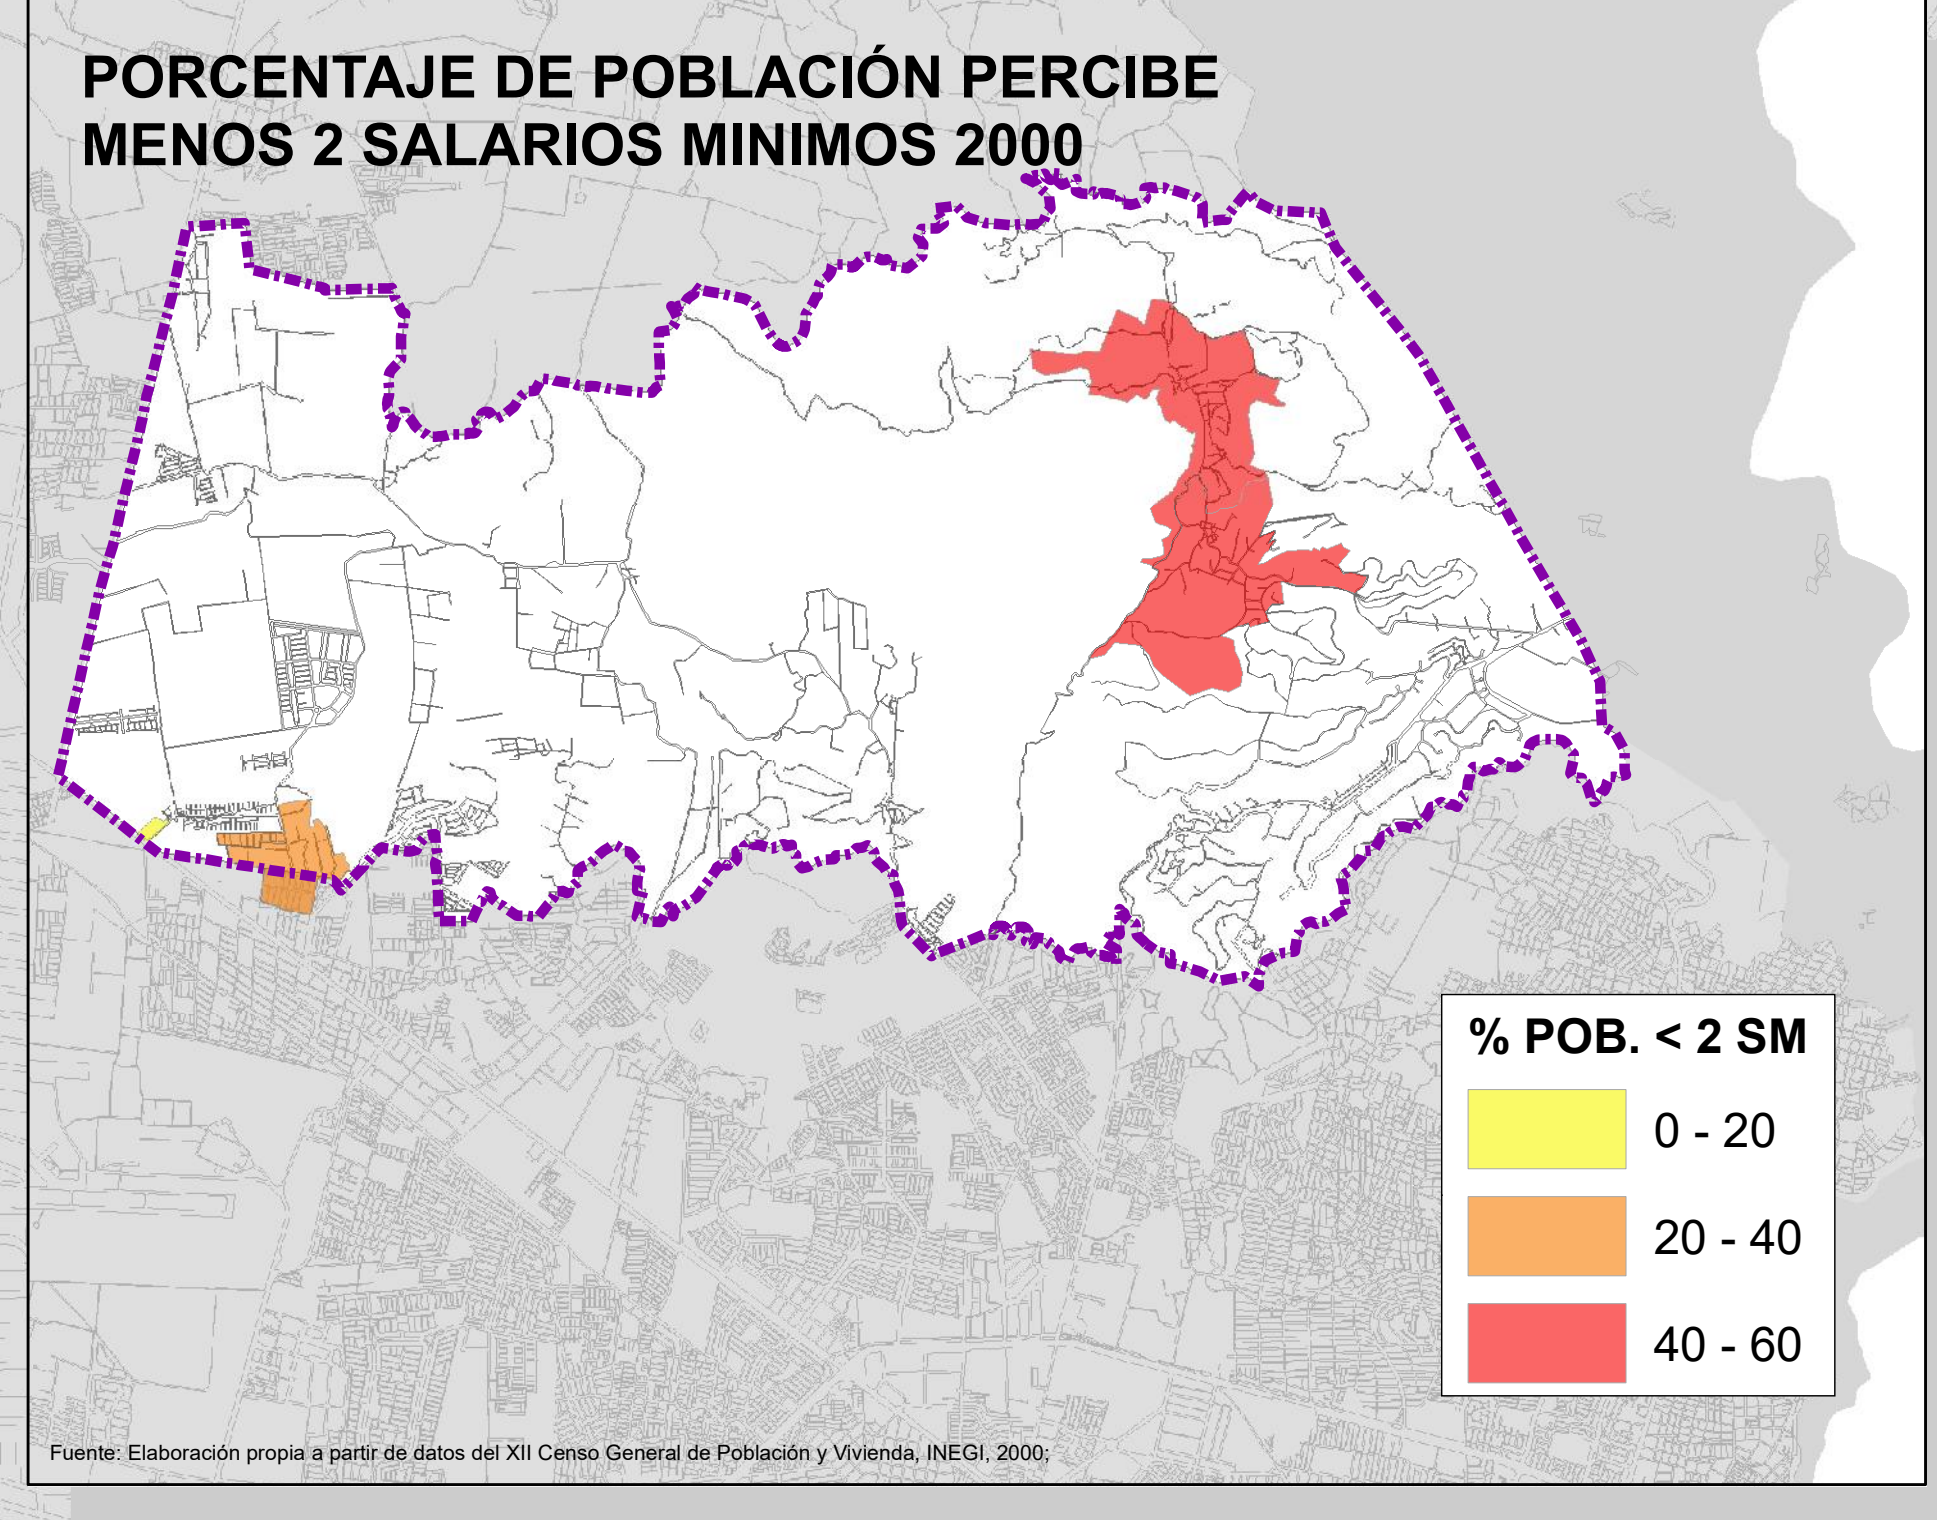 PORCENTAJE DE POBLACIÓN PERCIBE
MENOS 2 SALARIOS MINIMOS 2000
% POB. < 2 SM
0 - 20
20 - 40
40 - 60
Fuente: Elaboración propia a partir de datos del XII Censo General de Población y Vivienda, INEGI, 2000;